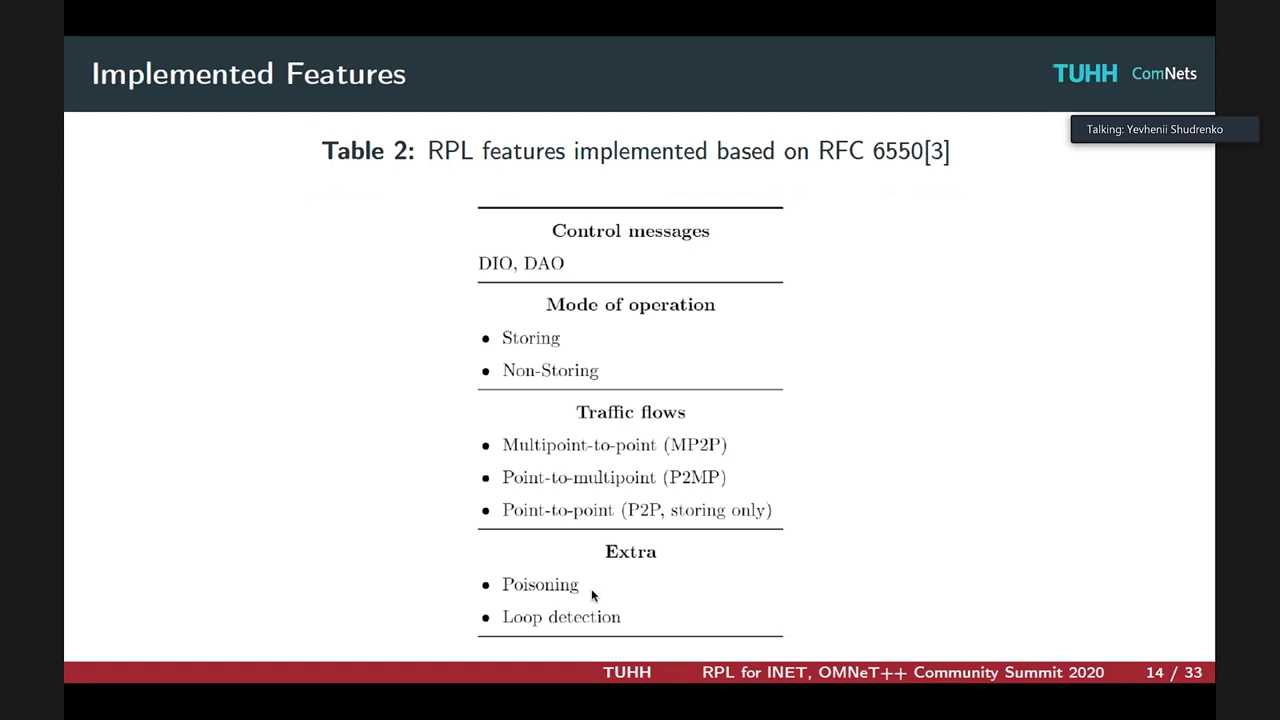 Implemented Features
TUHH ComNets
Talking: Yevhenii Shudrenko
Table 2: RPL features implemented based on RFC 6550[3]
Control messages
DIO, DAO
Mode of operation
• Storing
• Non-Storing
Traffic flows
• Multipoint-to-point (MP2P)
• Point-to-multipoint (P2MP)
• Point-to-point (P2P, storing only)
Extra
• Poisoning
• Loop detection
TUHH RPL for INET, OMNeT++ Community Summit 2020 14 / 33